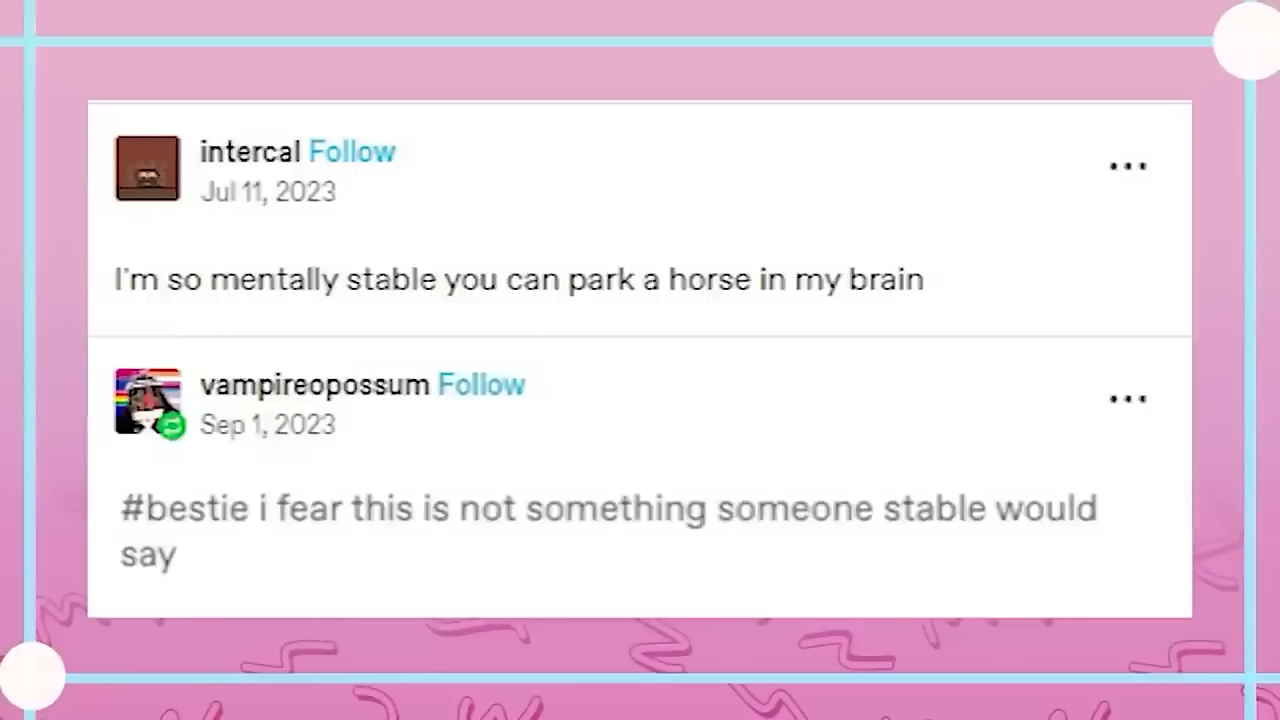 intercal Follow
Jul 11, 2023
I'm so mentally stable you can park a horse in my brain
vampireopossum Follow
Sep 1, 2023
#bestie i fear this is not something someone stable would
say